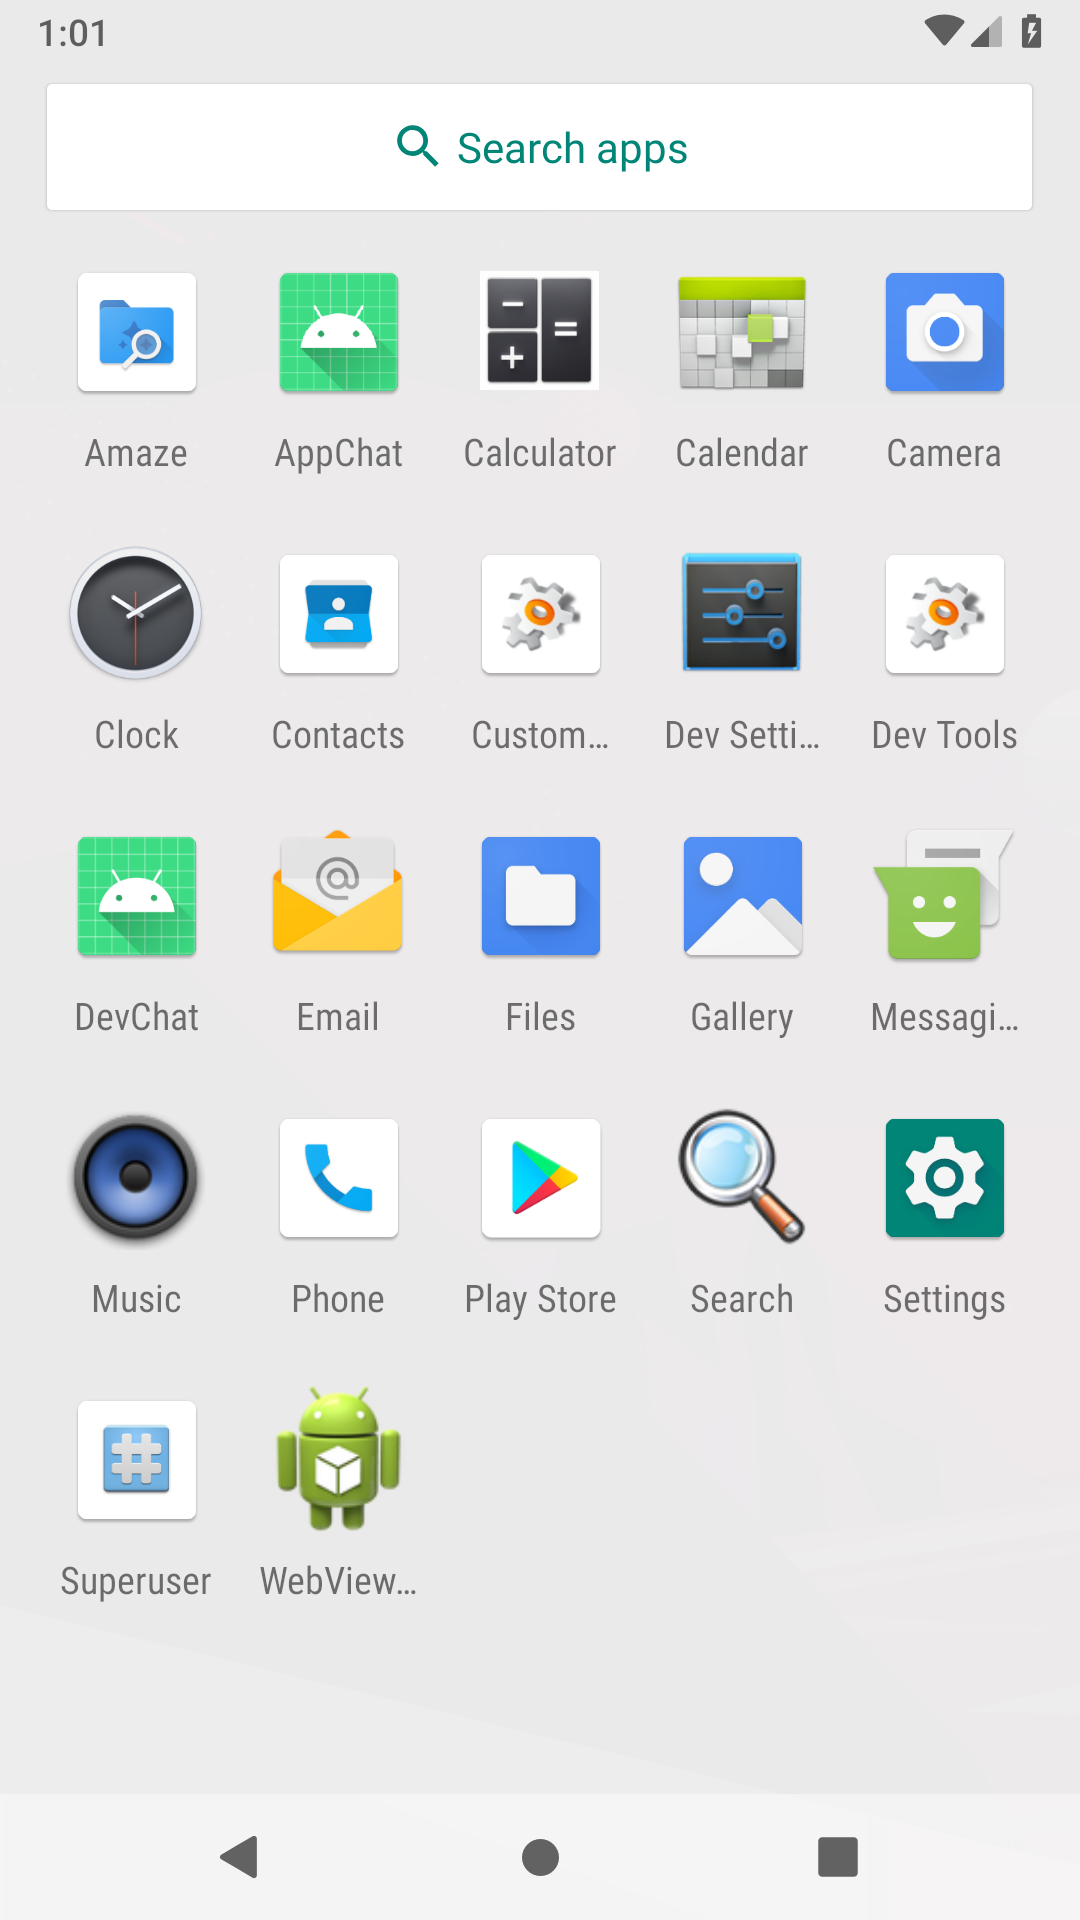 1:01
Search apps
Amaze
AppChat
Calculator
Calendar
Camera
Clock
Contacts
Custom…
Dev Setti…
Dev Tools
DevChat
Email
Files
Gallery
Messagi…
Music
Phone
Play Store
Search
Settings
Superuser
WebView…